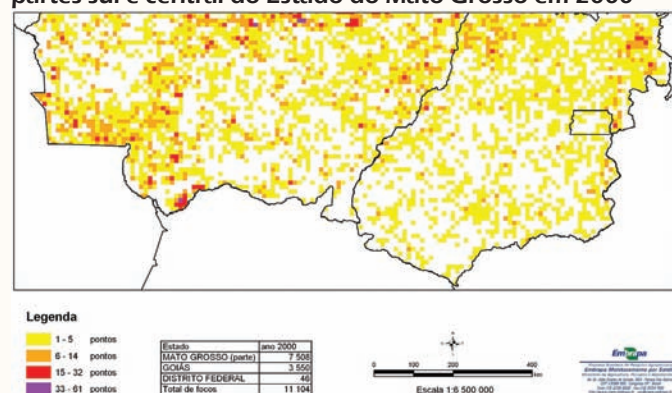 partes sul e central do Estado do Mato Grosso em 2000
Legenda
1 - 5 pontos
6 - 14 pontos
15 - 32 pontos
33 - 61 pontos
Estado ano 2000
MATO GROSSO (parte) 7 508
GOIÁS 3 550
DISTRITO FEDERAL 46
Total de focos 11 104
0 100 200 400
km
Escala 1:6 500 000
Embrapa